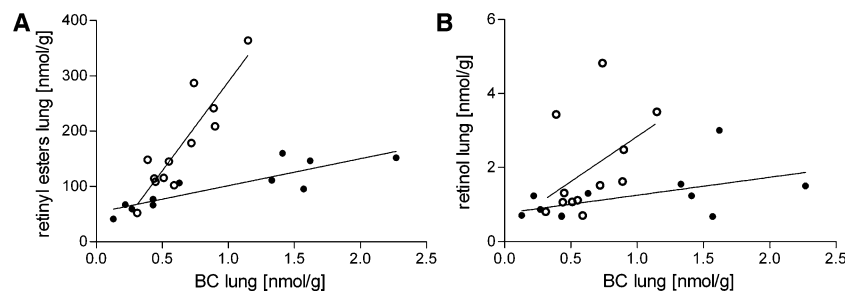 A
B
400
300
200
100
0
retinyl esters lung [nmol/g]
0.0 0.5 1.0 1.5 2.0 2.5
BC lung [nmol/g]
6
4
2
0
retinol lung [nmol/g]
0.0 0.5 1.0 1.5 2.0 2.5
BC lung [nmol/g]